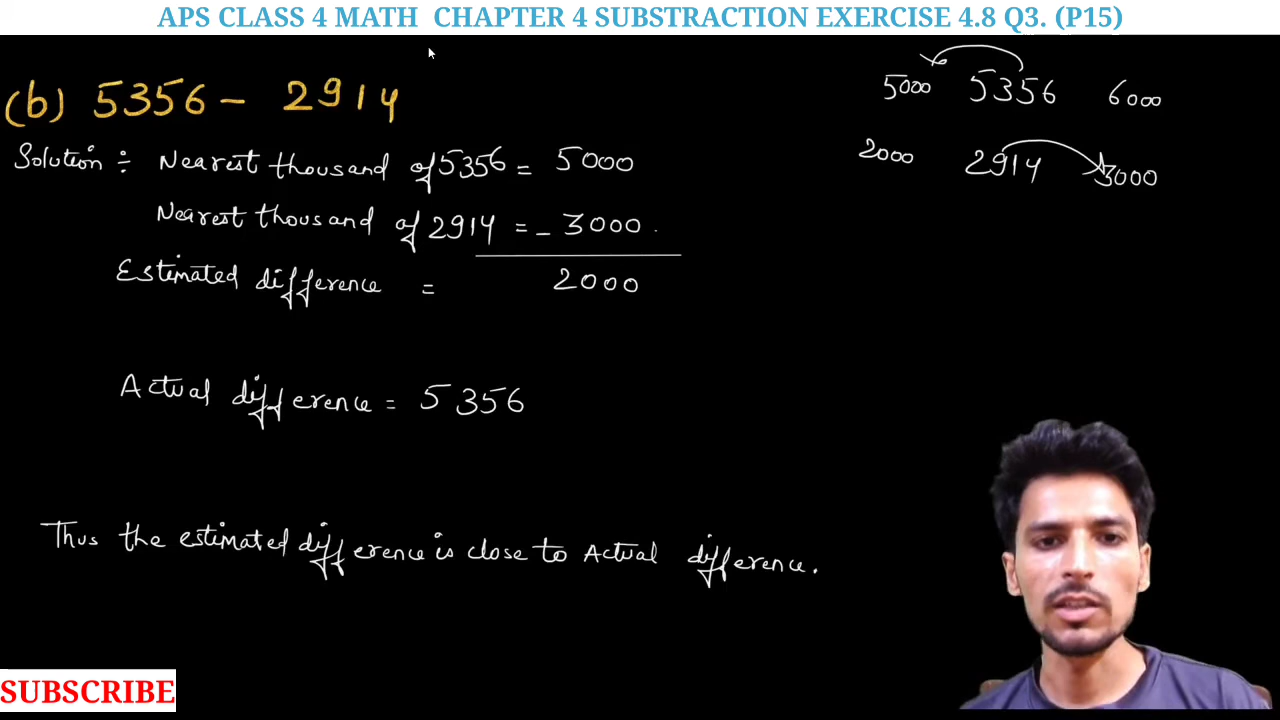 APS CLASS 4 MATH CHAPTER 4 SUBSTRACTION EXERCISE 4.8 Q3. (P15)
(b) 5356 - 2914
5000 5356 6000
2000 2914 3000
Solution ÷ Nearest thousand of 5356 = 5000
Nearest thousand of 2914 = - 3000
Estimated difference = 2000
Actual difference = 5356
Thus the estimated difference is close to Actual difference.
SUBSCRIBE